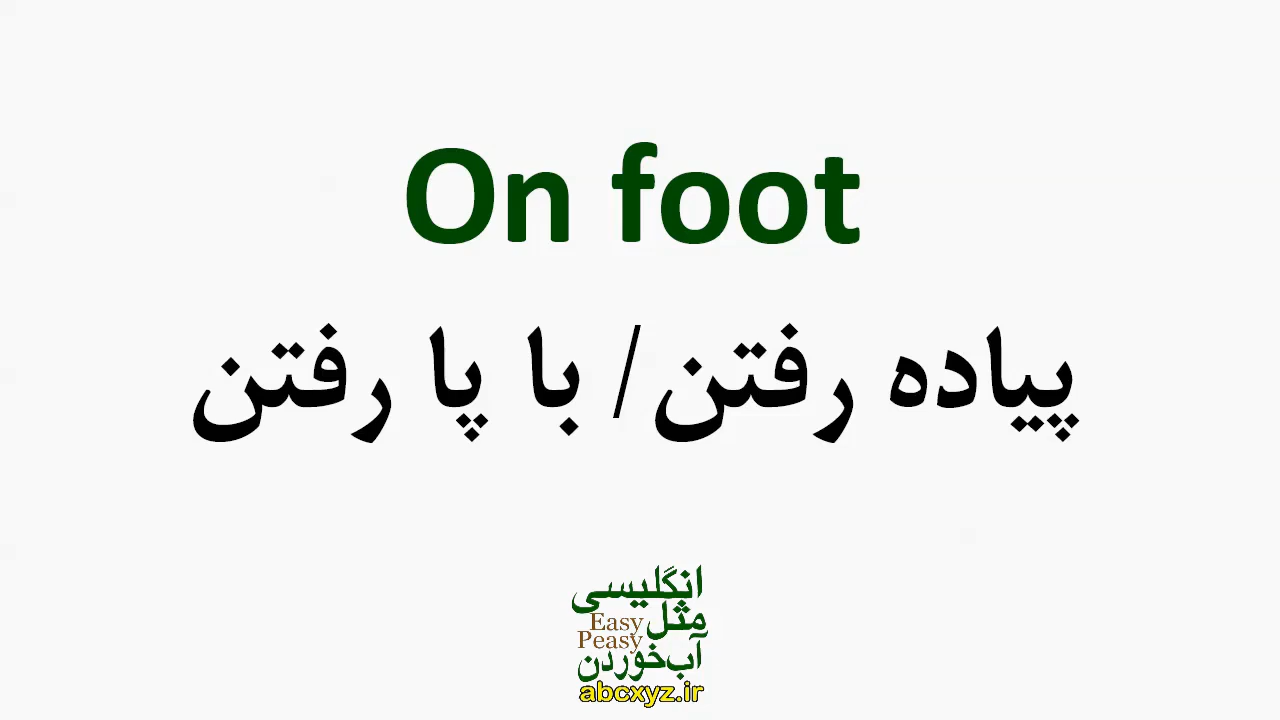 On foot
پیاده رفتن/ با پا رفتن
انگلیسی
مثل Easy
Peasy
آب‌خوردن
abcxyz.ir